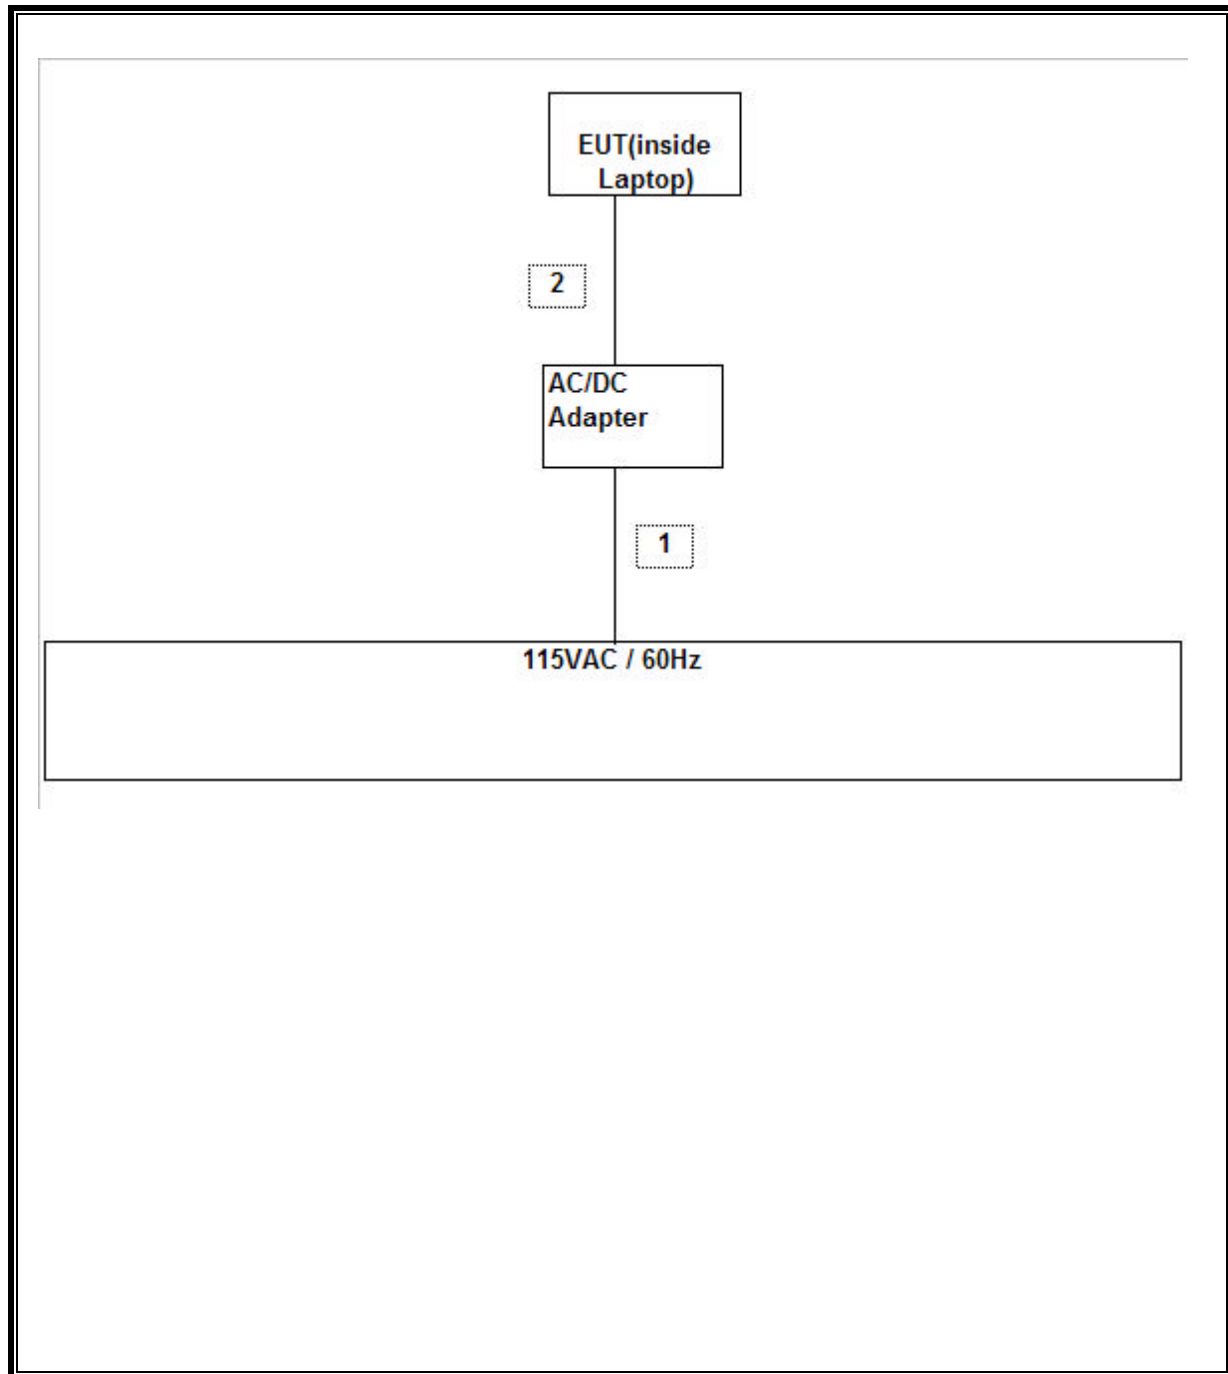 EUT(inside
Laptop)
2
AC/DC
Adapter
1
115VAC / 60Hz